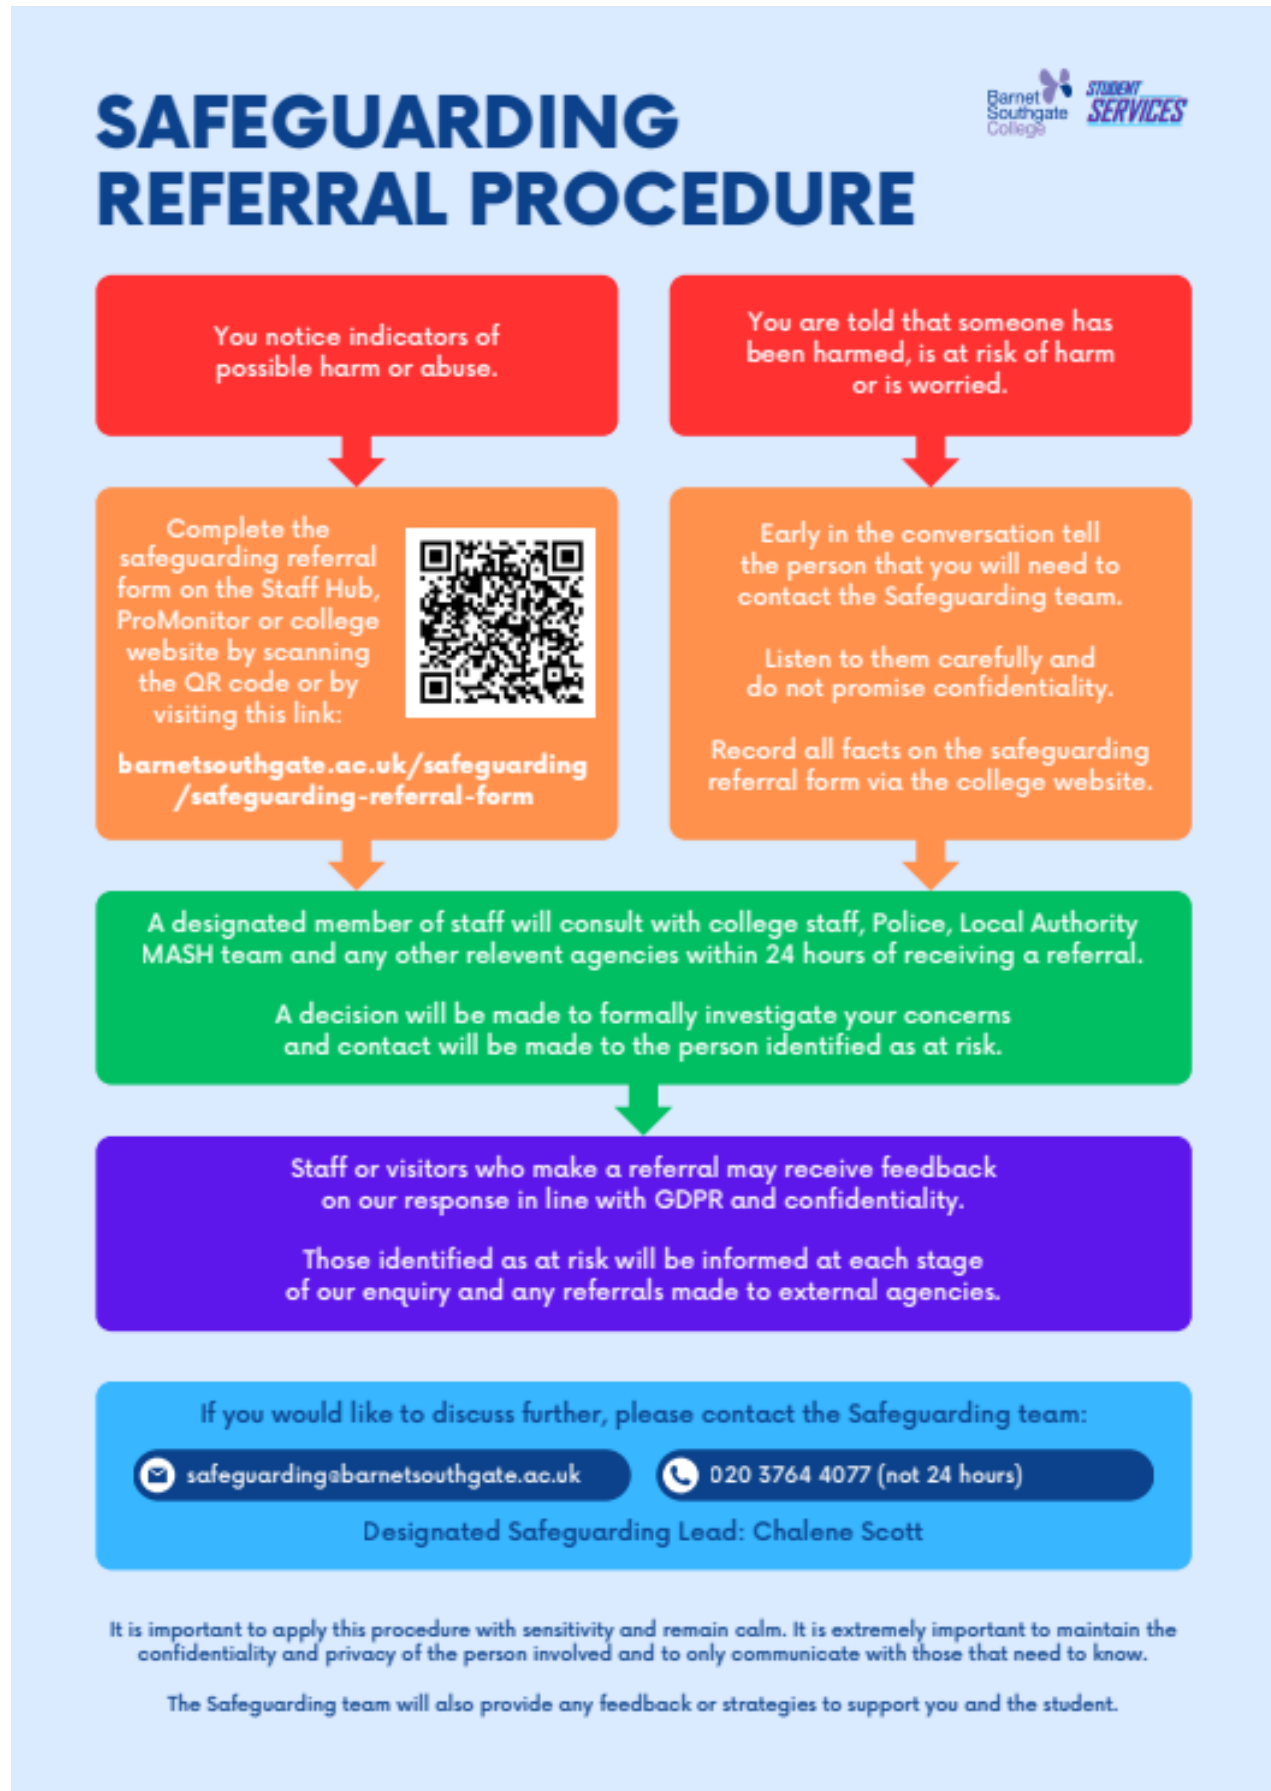 SAFEGUARDING
REFERRAL PROCEDURE
Barnet
Southgate
College
STUDENT
SERVICES
You notice indicators of
possible harm or abuse.
You are told that someone has
been harmed, is at risk of harm
or is worried.
Complete the
safeguarding referral
form on the Staff Hub,
ProMonitor or college
website by scanning
the QR code or by
visiting this link:
barnetsouthgate.ac.uk/safeguarding
/safeguarding-referral-form
Early in the conversation tell
the person that you will need to
contact the Safeguarding team.
Listen to them carefully and
do not promise confidentiality.
Record all facts on the safeguarding
referral form via the college website.
A designated member of staff will consult with college staff, Police, Local Authority
MASH team and any other relevent agencies within 24 hours of receiving a referral.
A decision will be made to formally investigate your concerns
and contact will be made to the person identified as at risk.
Staff or visitors who make a referral may receive feedback
on our response in line with GDPR and confidentiality.
Those identified as at risk will be informed at each stage
of our enquiry and any referrals made to external agencies.
If you would like to discuss further, please contact the Safeguarding team:
safeguarding@barnetsouthgate.ac.uk
020 3764 4077 (not 24 hours)
Designated Safeguarding Lead: Chalene Scott
It is important to apply this procedure with sensitivity and remain calm. It is extremely important to maintain the
confidentiality and privacy of the person involved and to only communicate with those that need to know.
The Safeguarding team will also provide any feedback or strategies to support you and the student.